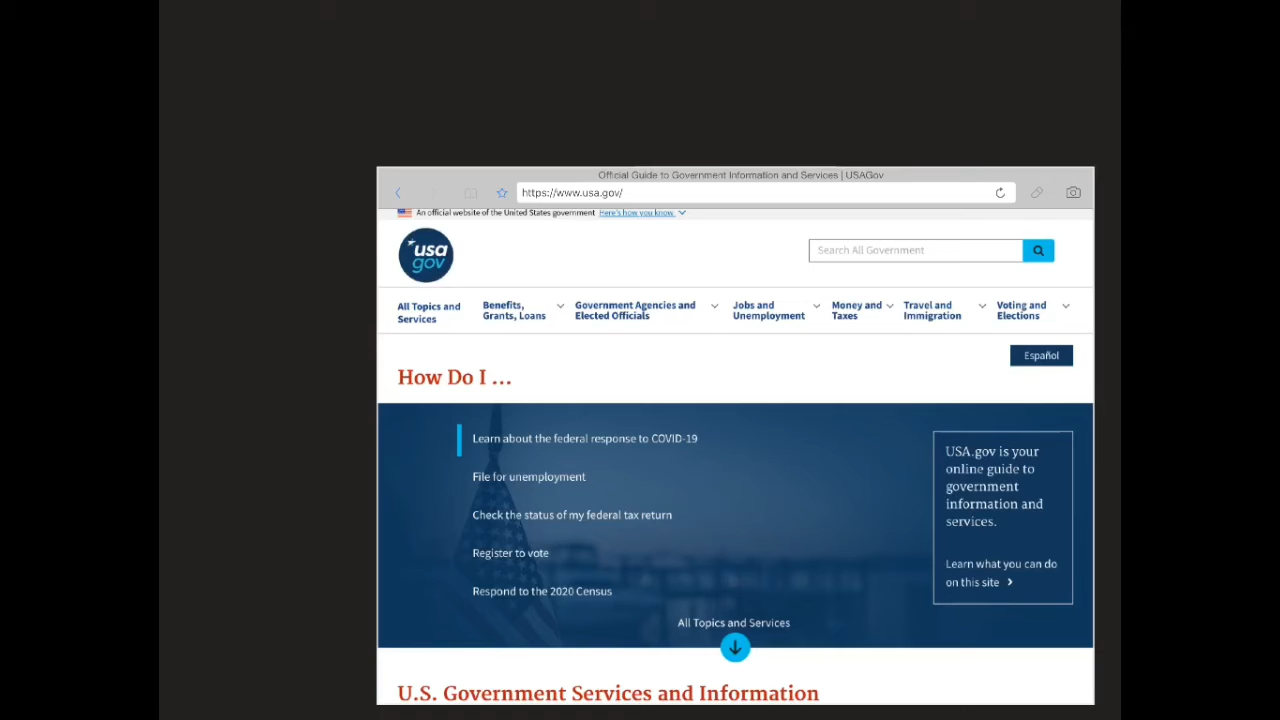 Official Guide to Government Information and Services | USAGov
https://www.usa.gov/
An official website of the United States government Here's how you know
usa
gov
Search All Government
All Topics and
Services
Benefits,
Grants, Loans
Government Agencies and
Elected Officials
Jobs and
Unemployment
Money and
Taxes
Travel and
Immigration
Voting and
Elections
Español
How Do I ...
Learn about the federal response to COVID-19
File for unemployment
Check the status of my federal tax return
Register to vote
Respond to the 2020 Census
All Topics and Services
USA.gov is your
online guide to
government
information and
services.
Learn what you can do
on this site
U.S. Government Services and Information